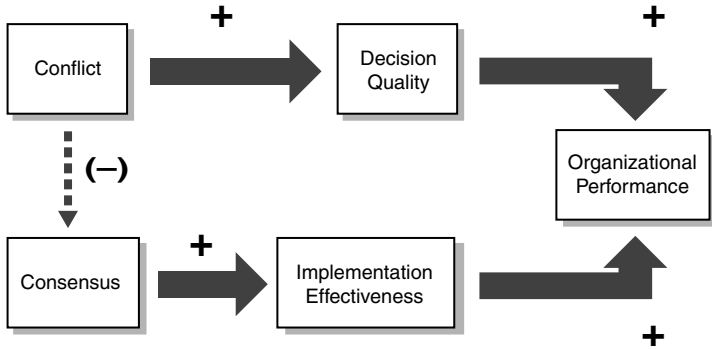 +
+
Conflict
Decision
Quality
(–)
Organizational
Performance
+
Consensus
Implementation
Effectiveness
+